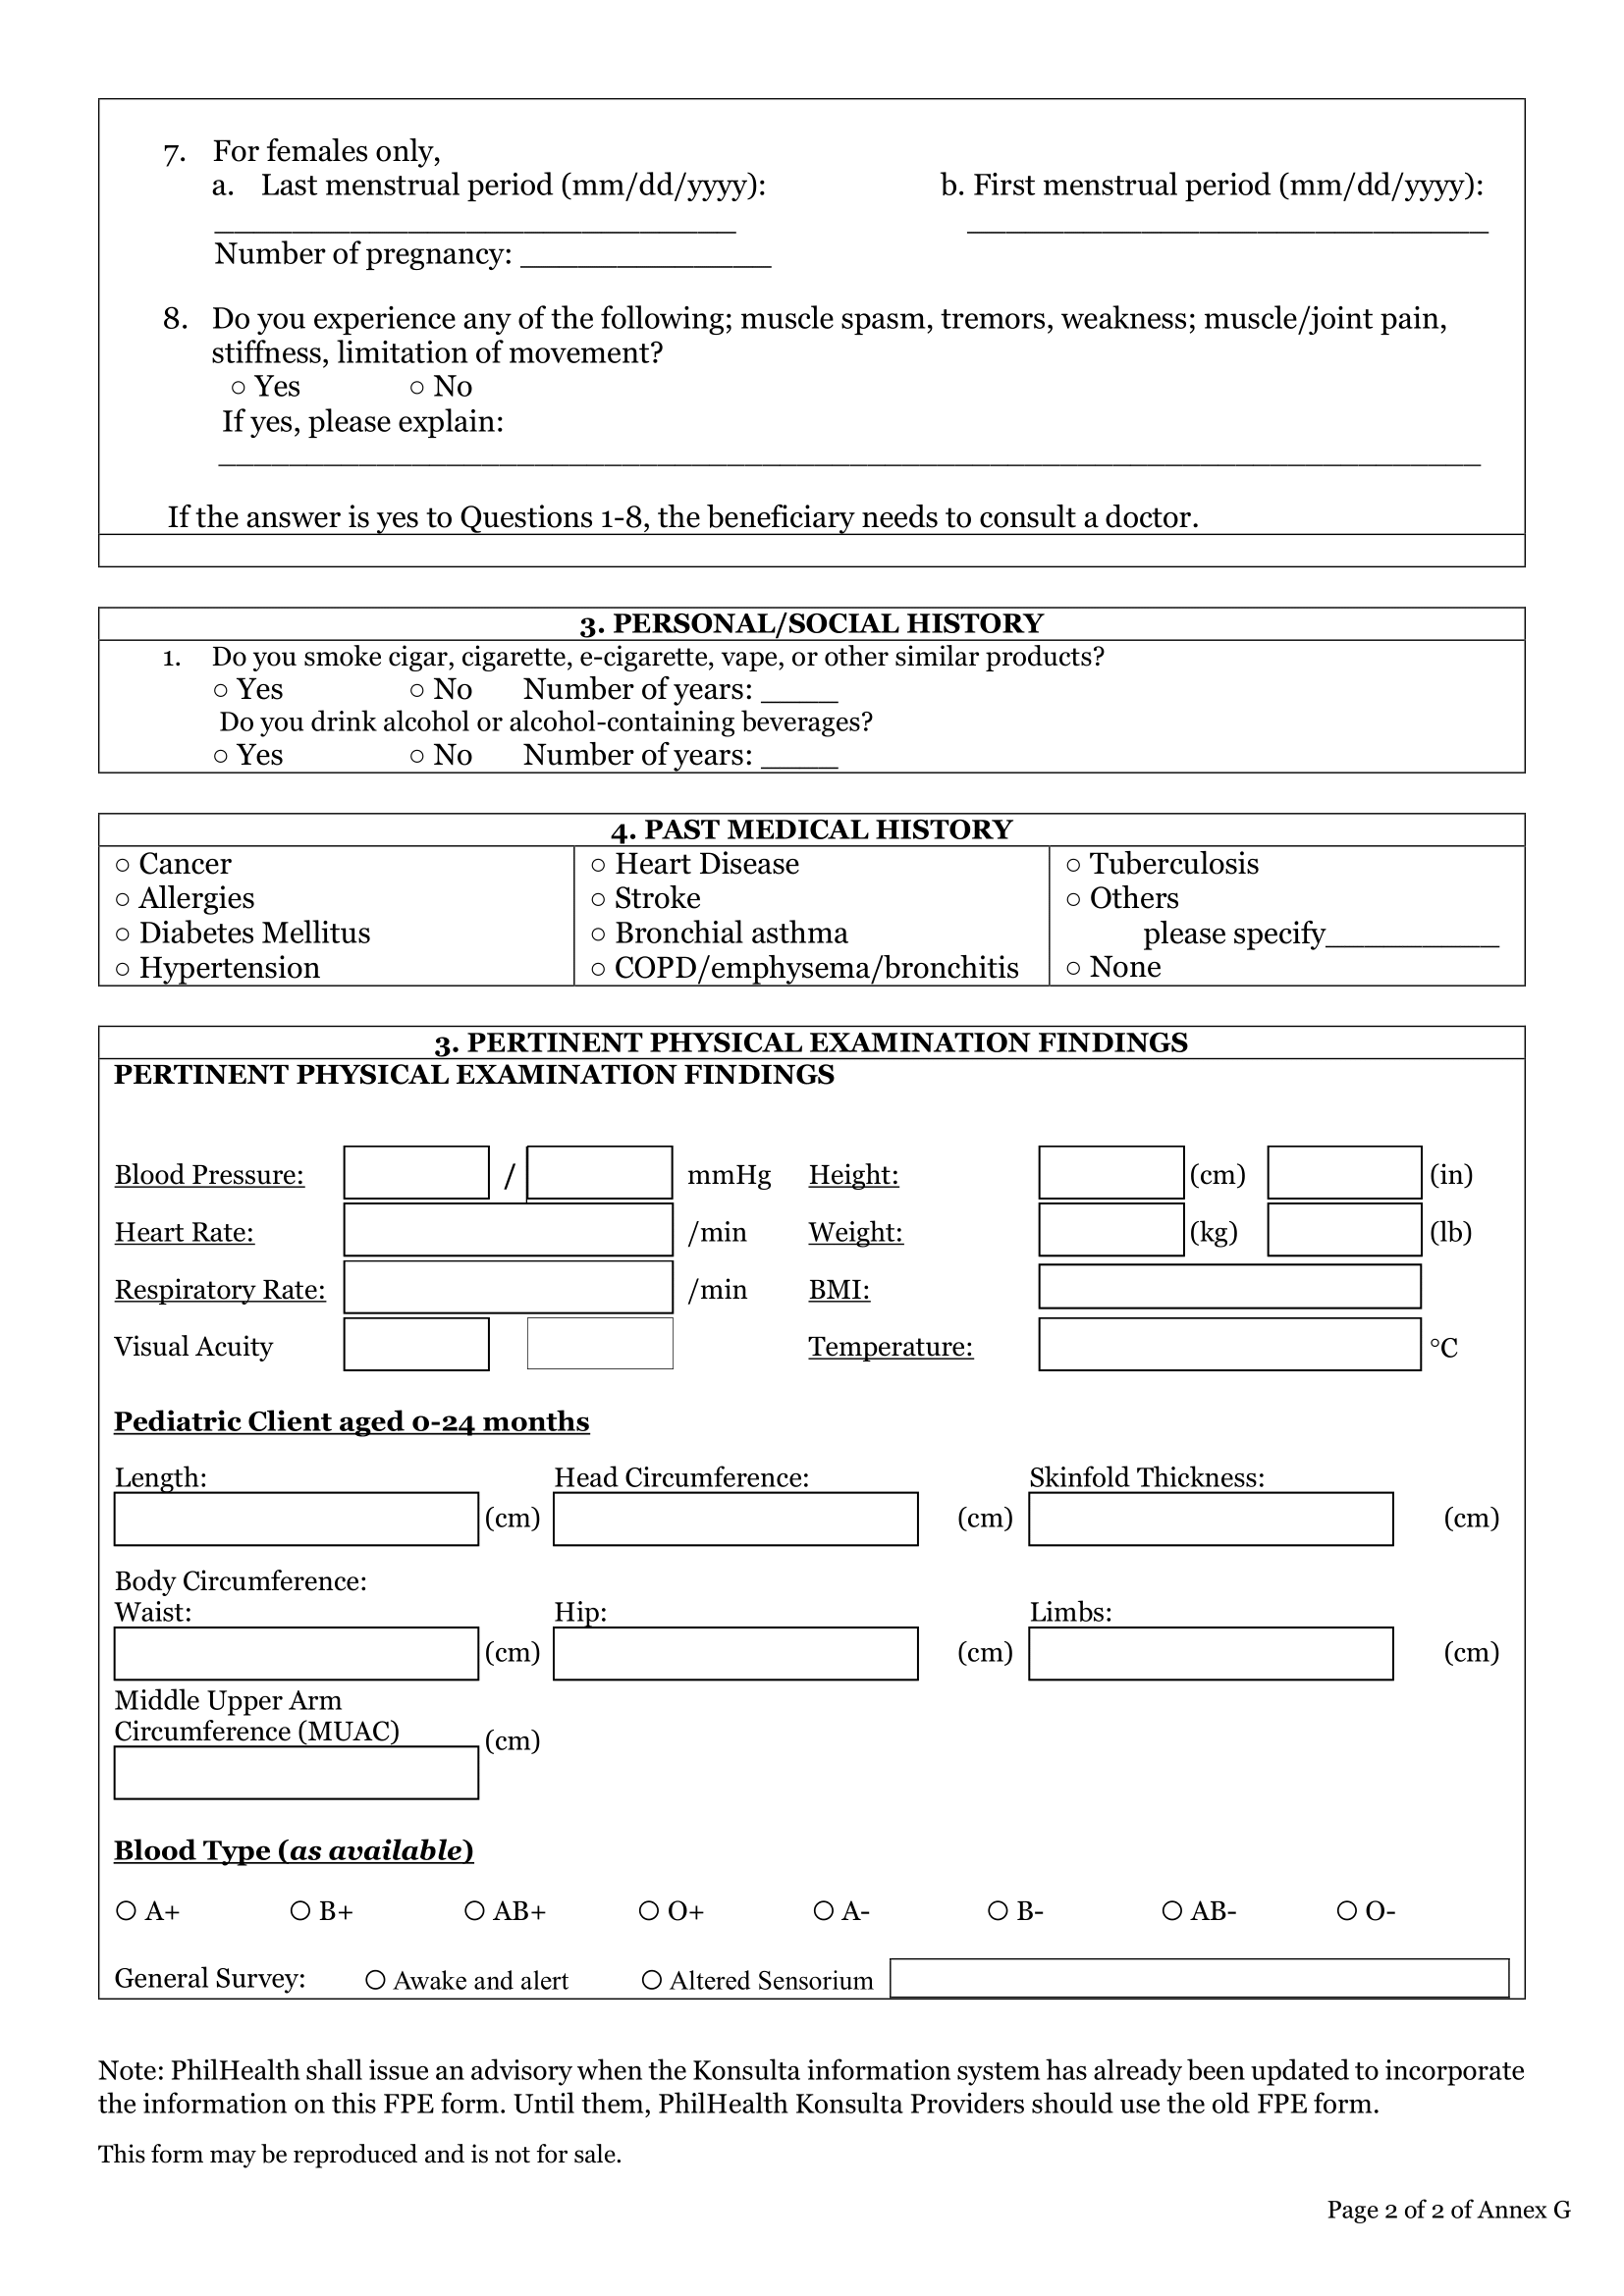 7. For females only,
a. Last menstrual period (mm/dd/yyyy): b. First menstrual period (mm/dd/yyyy):
___________________________ ___________________________
Number of pregnancy: _____________
8. Do you experience any of the following; muscle spasm, tremors, weakness; muscle/joint pain,
stiffness, limitation of movement?
○ Yes ○ No
If yes, please explain:
_________________________________________________________________
If the answer is yes to Questions 1-8, the beneficiary needs to consult a doctor.
3. PERSONAL/SOCIAL HISTORY
1. Do you smoke cigar, cigarette, e-cigarette, vape, or other similar products?
○ Yes ○ No Number of years: ____
Do you drink alcohol or alcohol-containing beverages?
○ Yes ○ No Number of years: ____
4. PAST MEDICAL HISTORY
○ Cancer
○ Allergies
○ Diabetes Mellitus
○ Hypertension
○ Heart Disease
○ Stroke
○ Bronchial asthma
○ COPD/emphysema/bronchitis
○ Tuberculosis
○ Others
please specify_________
○ None
3. PERTINENT PHYSICAL EXAMINATION FINDINGS
PERTINENT PHYSICAL EXAMINATION FINDINGS
Blood Pressure: / mmHg Height: (cm) (in)
Heart Rate: /min Weight: (kg) (lb)
Respiratory Rate: /min BMI:
Visual Acuity Temperature: °C
Pediatric Client aged 0-24 months
Length: Head Circumference: Skinfold Thickness:
(cm) (cm) (cm)
Body Circumference:
Waist: Hip: Limbs:
(cm) (cm) (cm)
Middle Upper Arm
Circumference (MUAC) (cm)
Blood Type (as available)
○ A+ ○ B+ ○ AB+ ○ O+ ○ A- ○ B- ○ AB- ○ O-
General Survey: ○ Awake and alert ○ Altered Sensorium
Note: PhilHealth shall issue an advisory when the Konsulta information system has already been updated to incorporate
the information on this FPE form. Until them, PhilHealth Konsulta Providers should use the old FPE form.
This form may be reproduced and is not for sale.
Page 2 of 2 of Annex G